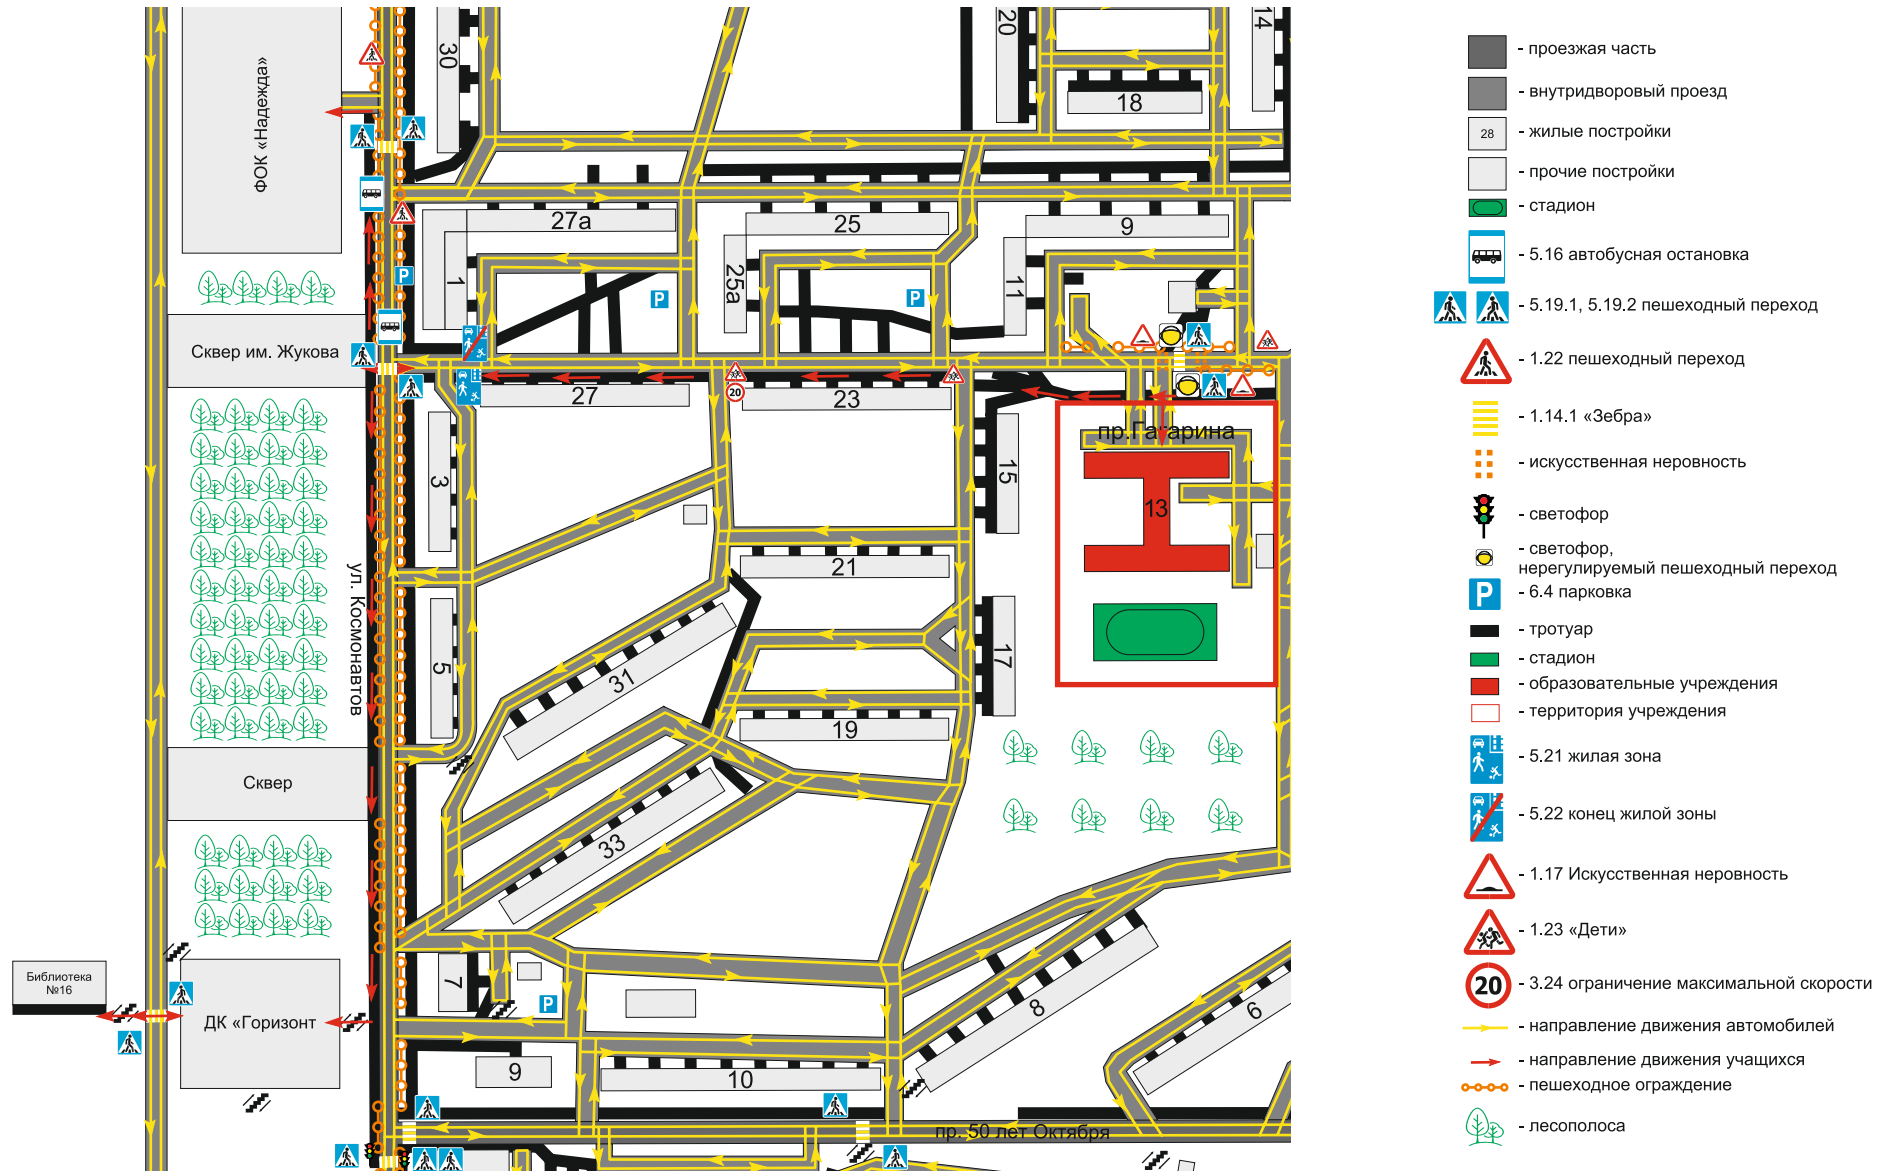 30
20
14
18
ФОК «Надежда»
27а
25
9
1
25а
11
P
P
P
Сквер им. Жукова
27
20
23
пр.Гагарина
3
15
13
21
ул. Космонавтов
5
31
17
19
Сквер
33
Библиотека
№16
ДК «Горизонт
7
P
8
6
9
10
пр. 50 лет Октября
- проезжая часть
- внутридворовый проезд
28
- жилые постройки
- прочие постройки
- стадион
- 5.16 автобусная остановка
- 5.19.1, 5.19.2 пешеходный переход
- 1.22 пешеходный переход
- 1.14.1 «Зебра»
- искусственная неровность
- светофор
- светофор,
нерегулируемый пешеходный переход
P
- 6.4 парковка
- тротуар
- стадион
- образовательные учреждения
- территория учреждения
- 5.21 жилая зона
- 5.22 конец жилой зоны
- 1.17 Искусственная неровность
- 1.23 «Дети»
20
- 3.24 ограничение максимальной скорости
- направление движения автомобилей
- направление движения учащихся
- пешеходное ограждение
- лесополоса